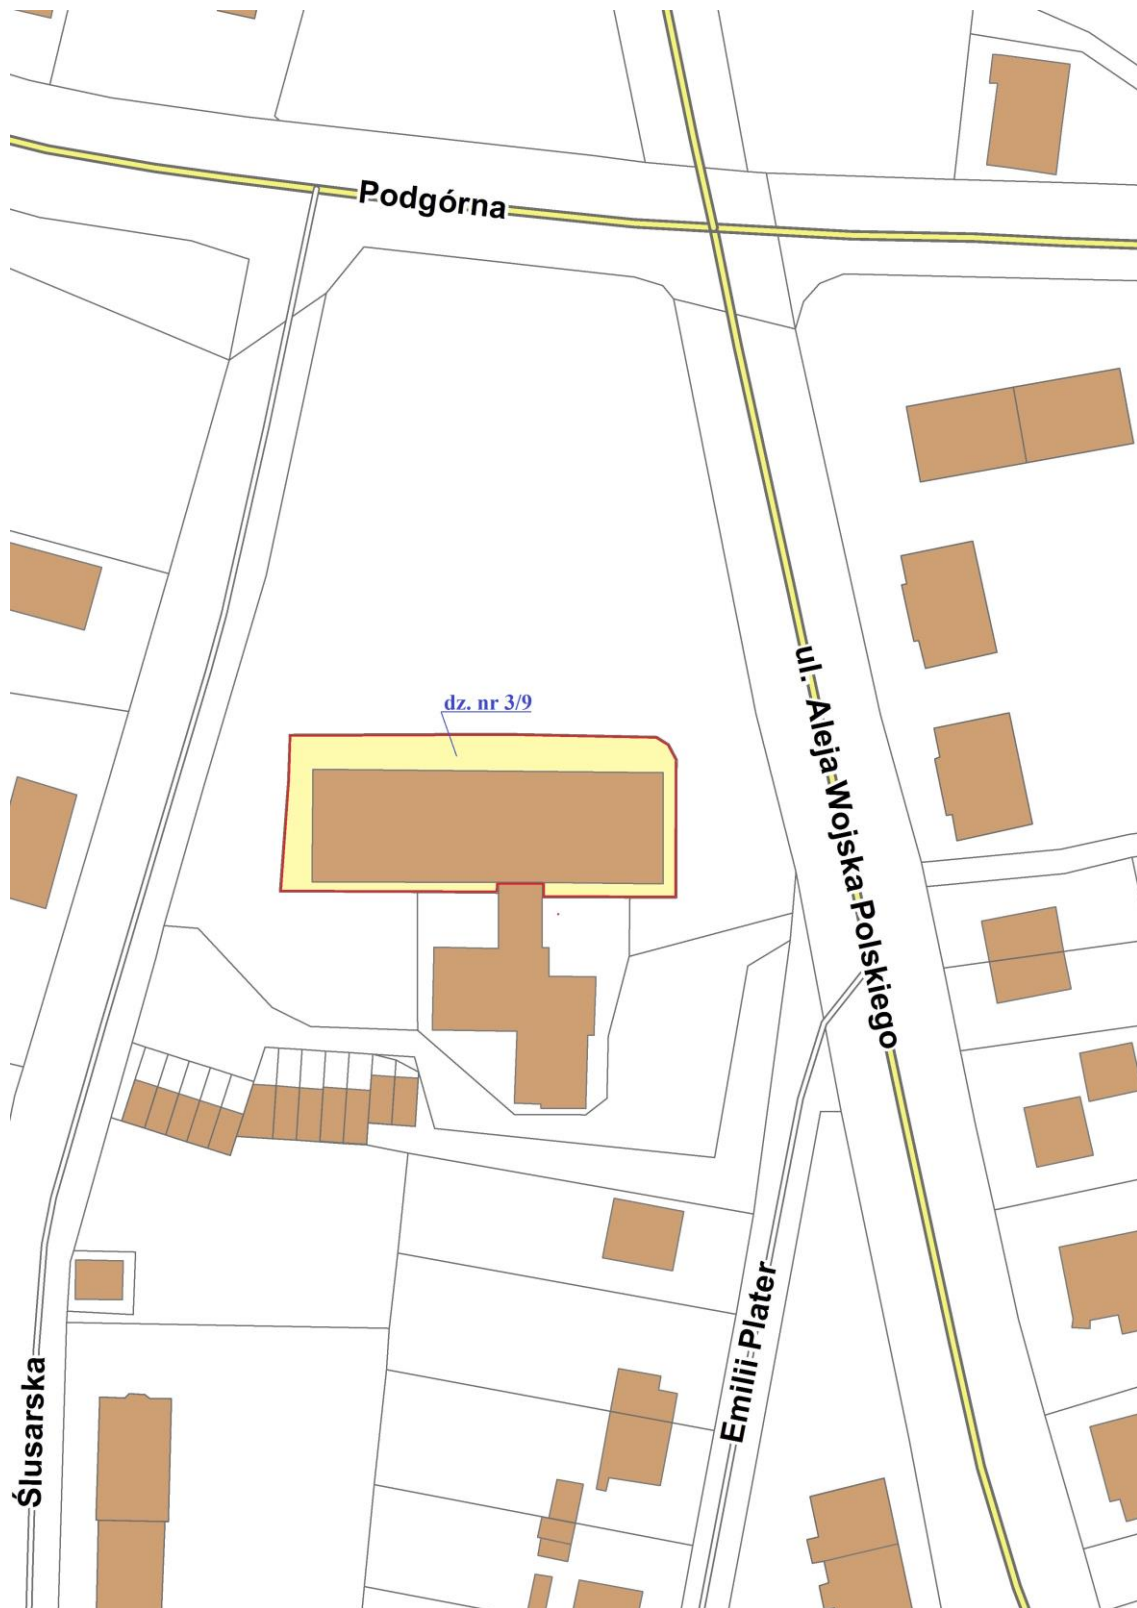 Podgórna
dz. nr 3/9
ul. Aleja Wojska Polskiego
Emilii Plater
Ślusarska